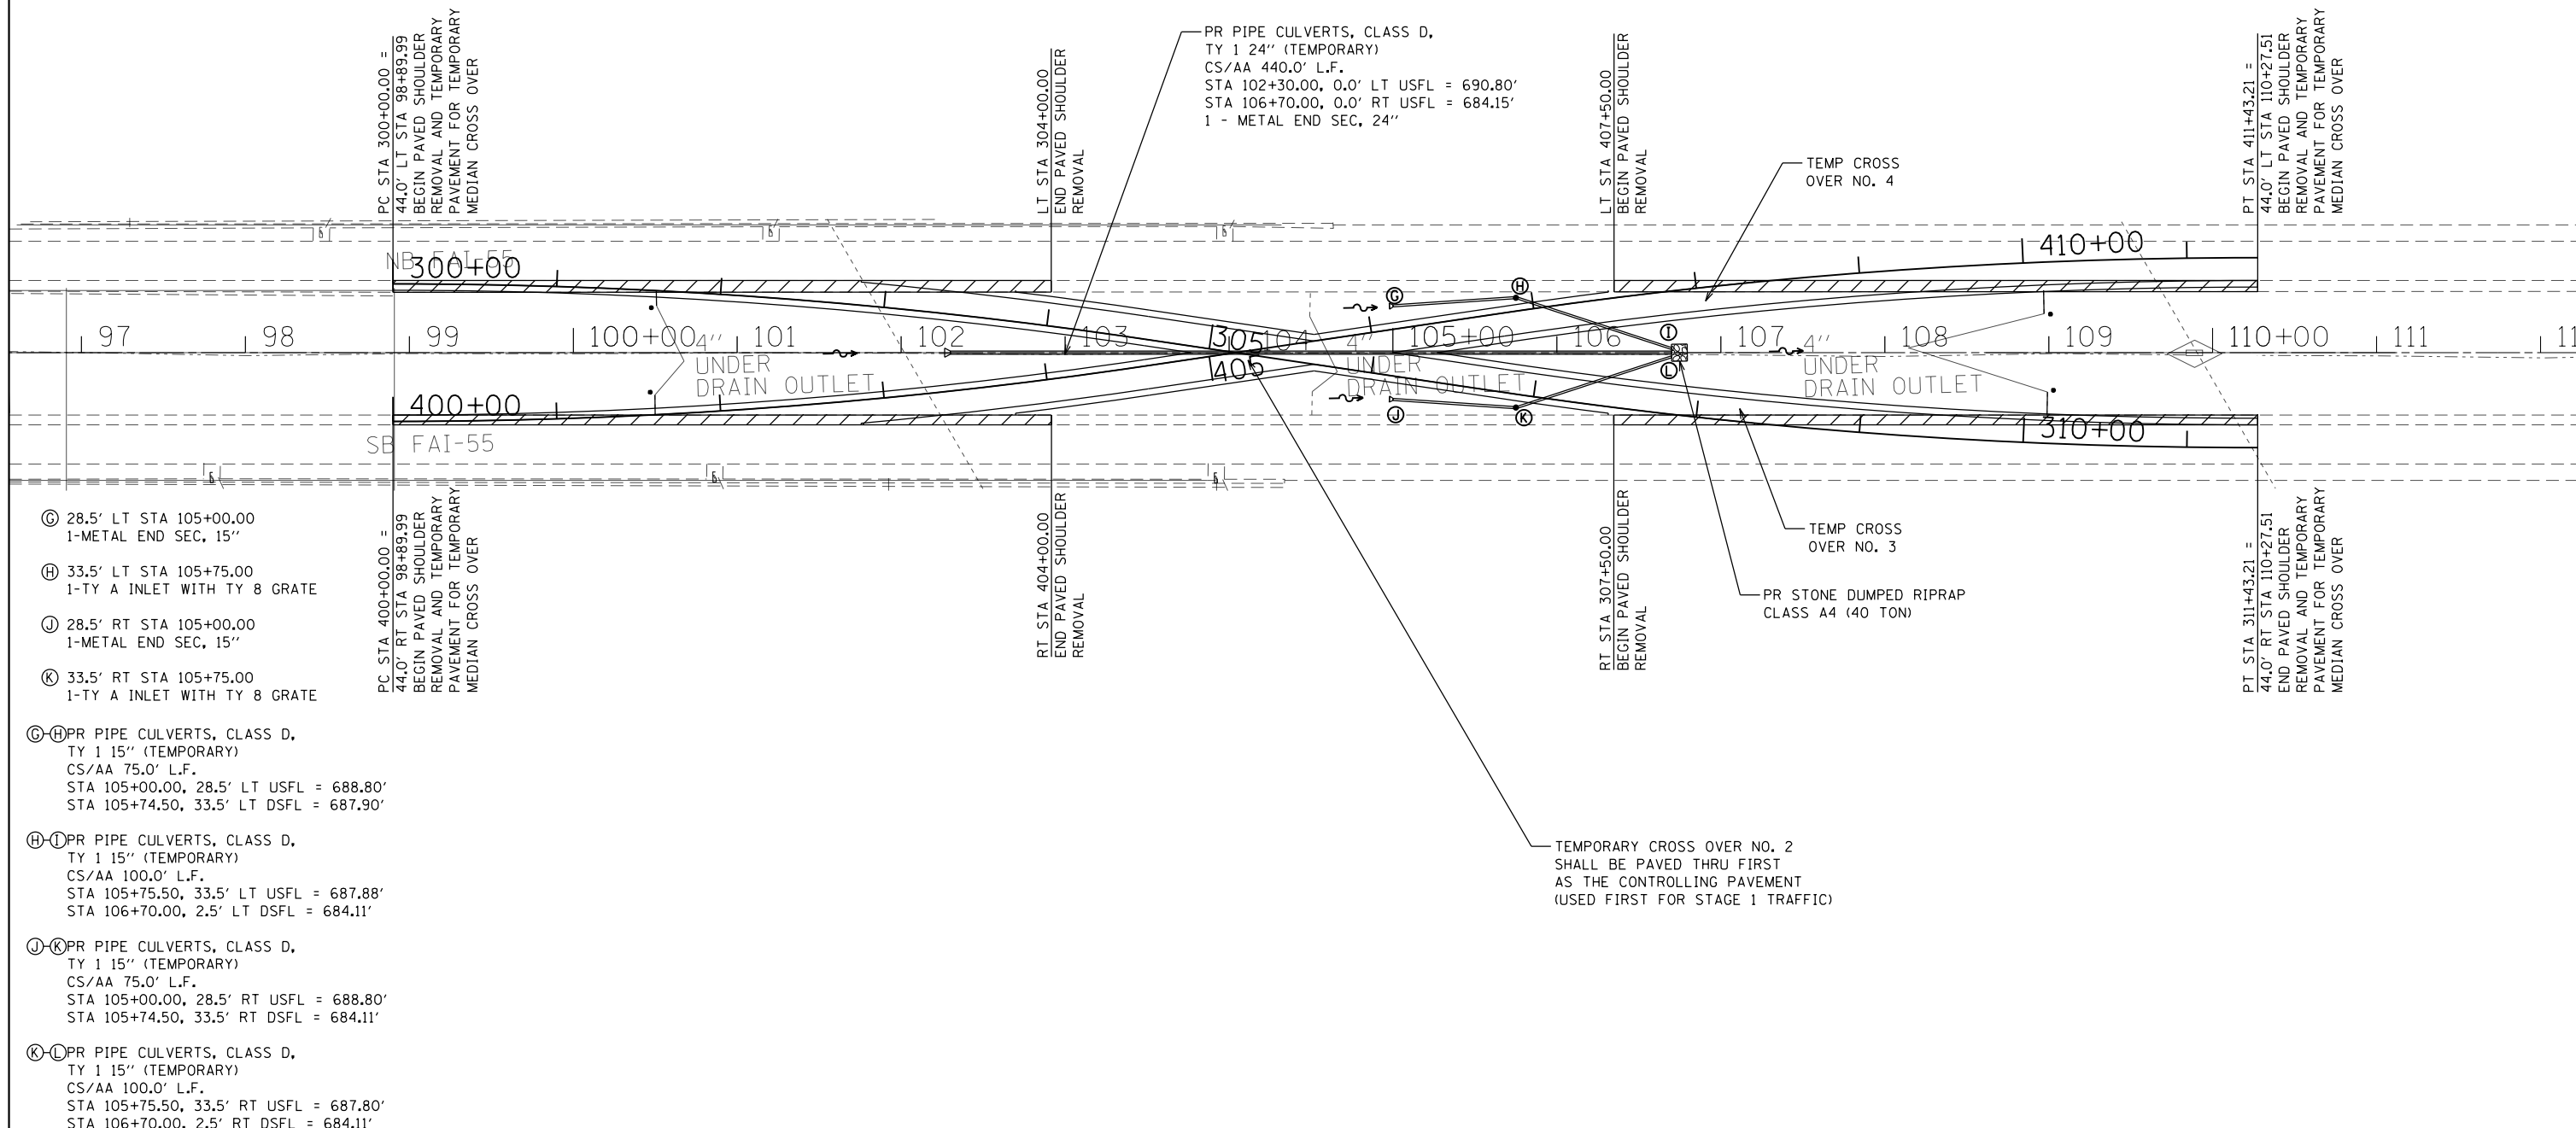 PC STA 300+00.00 =
44.0' LT STA 98+89.99
BEGIN PAVED SHOULDER
REMOVAL AND TEMPORARY
PAVEMENT FOR TEMPORARY
MEDIAN CROSS OVER
LT STA 304+00.00
END PAVED SHOULDER
REMOVAL
PR PIPE CULVERTS, CLASS D,
TY 1 24'' (TEMPORARY)
CS/AA 440.0' L.F.
STA 102+30.00, 0.0' LT USFL = 690.80'
STA 106+70.00, 0.0' RT USFL = 684.15'
1 - METAL END SEC, 24''
LT STA 407+50.00
BEGIN PAVED SHOULDER
REMOVAL
TEMP CROSS
OVER NO. 4
PT STA 411+43.21 =
44.0' LT STA 110+27.51
BEGIN PAVED SHOULDER
REMOVAL AND TEMPORARY
PAVEMENT FOR TEMPORARY
MEDIAN CROSS OVER
NB FAI-55
300+00
410+00
G
H
97
98
99
100+00
101
102
103
305
104
105+00
106
I
107
108
109
110+00
111
11
4''
UNDER
DRAIN OUTLET
405
4''
UNDER
DRAIN OUTLET
L
4''
UNDER
DRAIN OUTLET
400+00
J
K
310+00
SB FAI-55
PC STA 400+00.00 =
44.0' RT STA 98+89.99
BEGIN PAVED SHOULDER
REMOVAL AND TEMPORARY
PAVEMENT FOR TEMPORARY
MEDIAN CROSS OVER
RT STA 404+00.00
END PAVED SHOULDER
REMOVAL
RT STA 307+50.00
BEGIN PAVED SHOULDER
REMOVAL
TEMP CROSS
OVER NO. 3
PR STONE DUMPED RIPRAP
CLASS A4 (40 TON)
PT STA 311+43.21 =
44.0' RT STA 110+27.51
END PAVED SHOULDER
REMOVAL AND TEMPORARY
PAVEMENT FOR TEMPORARY
MEDIAN CROSS OVER
TEMPORARY CROSS OVER NO. 2
SHALL BE PAVED THRU FIRST
AS THE CONTROLLING PAVEMENT
(USED FIRST FOR STAGE 1 TRAFFIC)
G 28.5' LT STA 105+00.00
1-METAL END SEC, 15''
H 33.5' LT STA 105+75.00
1-TY A INLET WITH TY 8 GRATE
J 28.5' RT STA 105+00.00
1-METAL END SEC, 15''
K 33.5' RT STA 105+75.00
1-TY A INLET WITH TY 8 GRATE
G-H PR PIPE CULVERTS, CLASS D,
TY 1 15'' (TEMPORARY)
CS/AA 75.0' L.F.
STA 105+00.00, 28.5' LT USFL = 688.80'
STA 105+74.50, 33.5' LT DSFL = 687.90'
H-I PR PIPE CULVERTS, CLASS D,
TY 1 15'' (TEMPORARY)
CS/AA 100.0' L.F.
STA 105+75.50, 33.5' LT USFL = 687.88'
STA 106+70.00, 2.5' LT DSFL = 684.11'
J-K PR PIPE CULVERTS, CLASS D,
TY 1 15'' (TEMPORARY)
CS/AA 75.0' L.F.
STA 105+00.00, 28.5' RT USFL = 688.80'
STA 105+74.50, 33.5' RT DSFL = 684.11'
K-L PR PIPE CULVERTS, CLASS D,
TY 1 15'' (TEMPORARY)
CS/AA 100.0' L.F.
STA 105+75.50, 33.5' RT USFL = 687.80'
STA 106+70.00, 2.5' RT DSFL = 684.11'